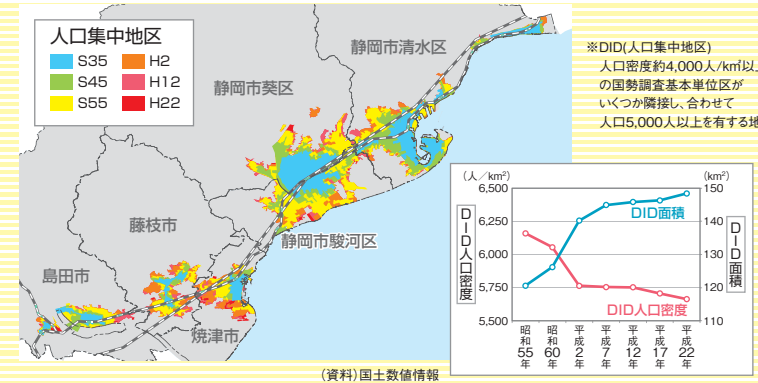 人口集中地区
S35 H2
S45 H12
S55 H22
静岡市清水区
静岡市葵区
藤枝市
静岡市駿河区
島田市
焼津市
※DID(人口集中地区)
人口密度約4,000人/k㎡以上
の国勢調査基本単位区が
いくつか隣接し、合わせて
人口5,000人以上を有する地
(人/km²)
(km²)
6,500
6,250
6,000
5,750
5,500
150
140
130
120
110
DID人口密度
DID面積
DID面積
DID人口密度
昭和55年
昭和60年
平成2年
平成7年
平成12年
平成17年
平成22年
(資料)国土数値情報